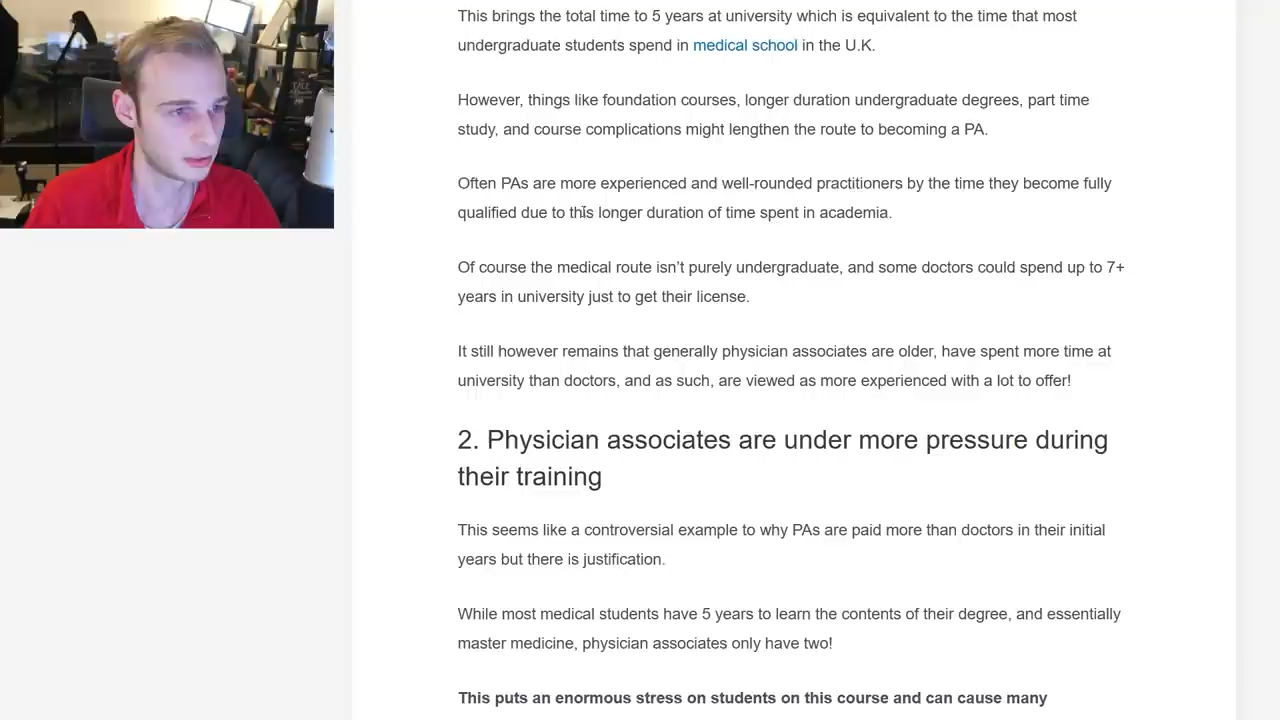 This brings the total time to 5 years at university which is equivalent to the time that most
undergraduate students spend in medical school in the U.K.
However, things like foundation courses, longer duration undergraduate degrees, part time
study, and course complications might lengthen the route to becoming a PA.
Often PAs are more experienced and well-rounded practitioners by the time they become fully
qualified due to this longer duration of time spent in academia.
Of course the medical route isn’t purely undergraduate, and some doctors could spend up to 7+
years in university just to get their license.
It still however remains that generally physician associates are older, have spent more time at
university than doctors, and as such, are viewed as more experienced with a lot to offer!
2. Physician associates are under more pressure during
their training
This seems like a controversial example to why PAs are paid more than doctors in their initial
years but there is justification.
While most medical students have 5 years to learn the contents of their degree, and essentially
master medicine, physician associates only have two!
This puts an enormous stress on students on this course and can cause many